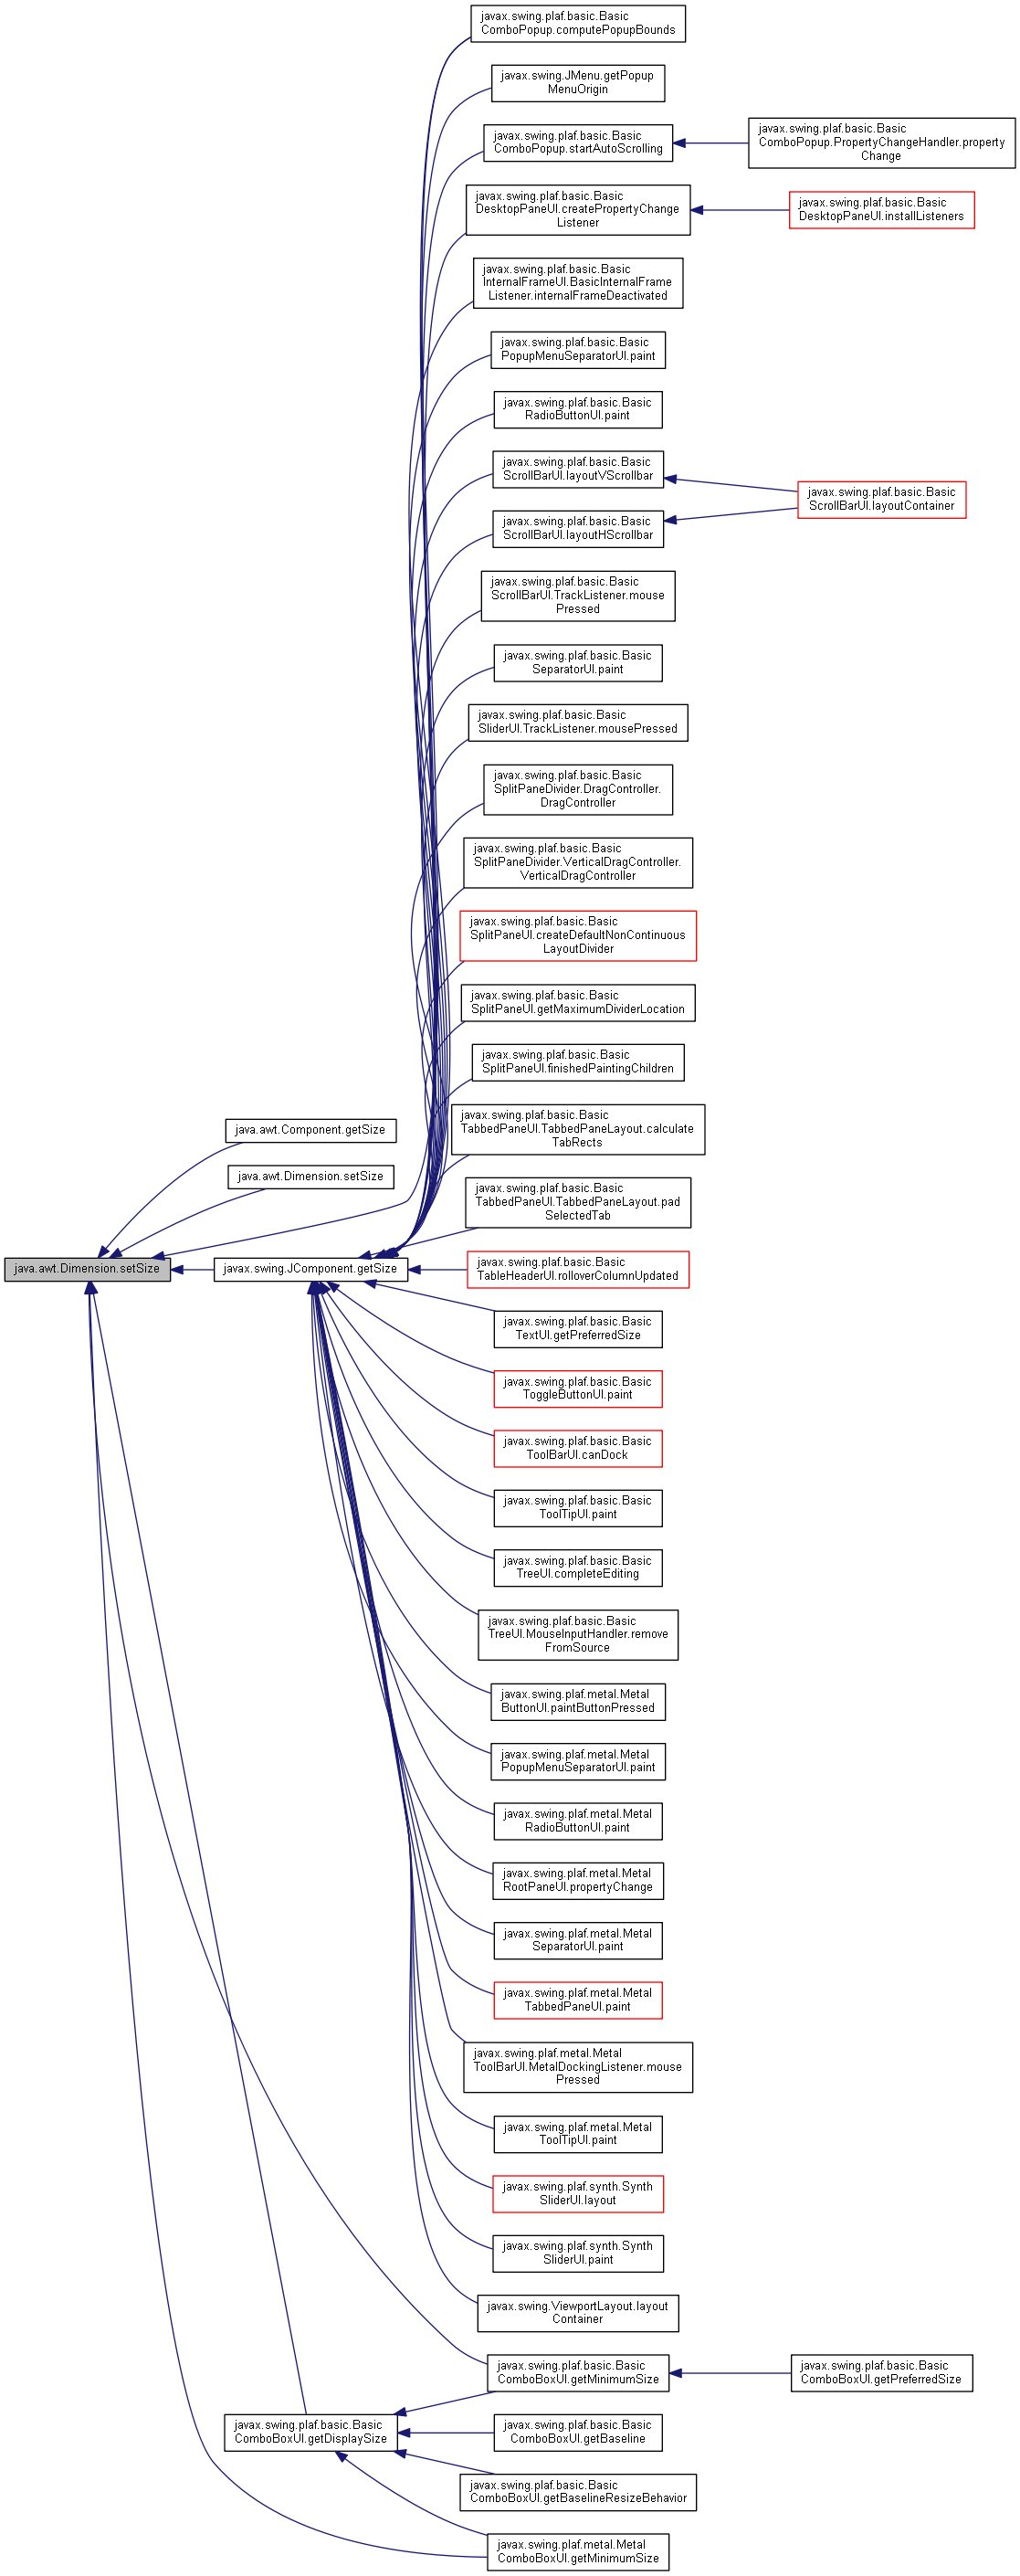 javax.swing.plaf.basic.Basic
ComboPopup.computePopupBounds
javax.swing.JMenu.getPopup
MenuOrigin
javax.swing.plaf.basic.Basic
ComboPopup.startAutoScrolling
javax.swing.plaf.basic.Basic
ComboPopup.PropertyChangeHandler.property
Change
javax.swing.plaf.basic.Basic
DesktopPaneUI.createPropertyChange
Listener
javax.swing.plaf.basic.Basic
DesktopPaneUI.installListeners
javax.swing.plaf.basic.Basic
InternalFrameUI.BasicInternalFrame
Listener.internalFrameDeactivated
javax.swing.plaf.basic.Basic
PopupMenuSeparatorUI.paint
javax.swing.plaf.basic.Basic
RadioButtonUI.paint
javax.swing.plaf.basic.Basic
ScrollBarUI.layoutVScrollbar
javax.swing.plaf.basic.Basic
ScrollBarUI.layoutContainer
javax.swing.plaf.basic.Basic
ScrollBarUI.layoutHScrollbar
javax.swing.plaf.basic.Basic
ScrollBarUI.TrackListener.mouse
Pressed
javax.swing.plaf.basic.Basic
SeparatorUI.paint
javax.swing.plaf.basic.Basic
SliderUI.TrackListener.mousePressed
javax.swing.plaf.basic.Basic
SplitPaneDivider.DragController.
DragController
javax.swing.plaf.basic.Basic
SplitPaneDivider.VerticalDragController.
VerticalDragController
javax.swing.plaf.basic.Basic
SplitPaneUI.createDefaultNonContinuous
LayoutDivider
javax.swing.plaf.basic.Basic
SplitPaneUI.getMaximumDividerLocation
javax.swing.plaf.basic.Basic
SplitPaneUI.finishedPaintingChildren
javax.swing.plaf.basic.Basic
TabbedPaneUI.TabbedPaneLayout.calculate
TabRects
java.awt.Component.getSize
java.awt.Dimension.setSize
javax.swing.plaf.basic.Basic
TabbedPaneUI.TabbedPaneLayout.pad
SelectedTab
java.awt.Dimension.setSize
javax.swing.JComponent.getSize
javax.swing.plaf.basic.Basic
TableHeaderUI.rolloverColumnUpdated
javax.swing.plaf.basic.Basic
TextUI.getPreferredSize
javax.swing.plaf.basic.Basic
ToggleButtonUI.paint
javax.swing.plaf.basic.Basic
ToolBarUI.canDock
javax.swing.plaf.basic.Basic
ToolTipUI.paint
javax.swing.plaf.basic.Basic
TreeUI.completeEditing
javax.swing.plaf.basic.Basic
TreeUI.MouseInputHandler.remove
FromSource
javax.swing.plaf.metal.Metal
ButtonUI.paintButtonPressed
javax.swing.plaf.metal.Metal
PopupMenuSeparatorUI.paint
javax.swing.plaf.metal.Metal
RadioButtonUI.paint
javax.swing.plaf.metal.Metal
RootPaneUI.propertyChange
javax.swing.plaf.metal.Metal
SeparatorUI.paint
javax.swing.plaf.metal.Metal
TabbedPaneUI.paint
javax.swing.plaf.metal.Metal
ToolBarUI.MetalDockingListener.mouse
Pressed
javax.swing.plaf.metal.Metal
ToolTipUI.paint
javax.swing.plaf.synth.Synth
SliderUI.layout
javax.swing.plaf.synth.Synth
SliderUI.paint
javax.swing.ViewportLayout.layout
Container
javax.swing.plaf.basic.Basic
ComboBoxUI.getMinimumSize
javax.swing.plaf.basic.Basic
ComboBoxUI.getPreferredSize
javax.swing.plaf.basic.Basic
ComboBoxUI.getDisplaySize
javax.swing.plaf.basic.Basic
ComboBoxUI.getBaseline
javax.swing.plaf.basic.Basic
ComboBoxUI.getBaselineResizeBehavior
javax.swing.plaf.metal.Metal
ComboBoxUI.getMinimumSize